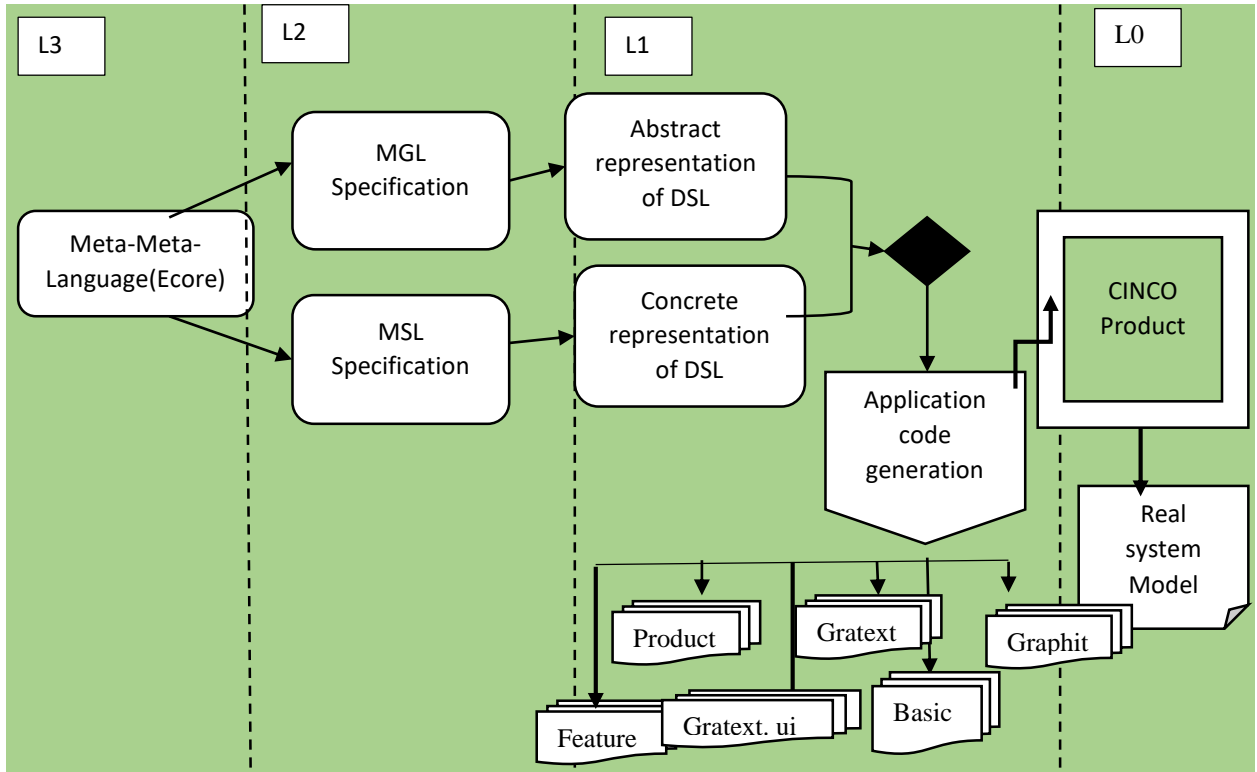 L3
L2
L1
L0
Meta-Meta-
Language(Ecore)
MGL
Specification
MSL
Specification
Abstract
representation
of DSL
Concrete
representation
of DSL
Application
code
generation
CINCO
Product
Real
system
Model
Product
Gratext
Graphit
Feature
Gratext. ui
Basic